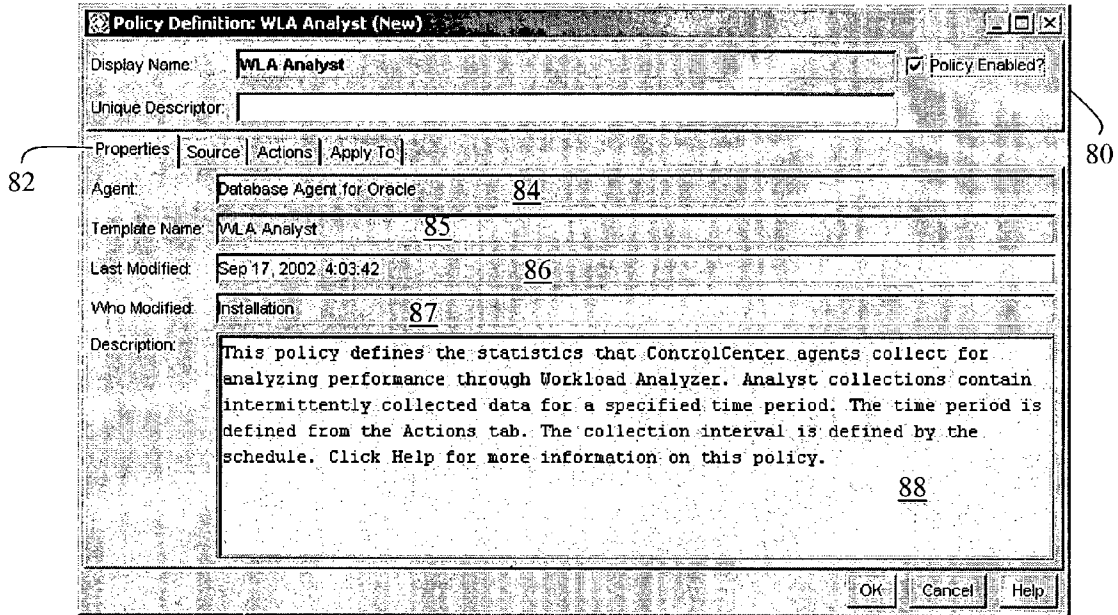 Policy Definition: WLA Analyst (New)
Display Name: WLA Analyst Policy Enabled?
Unique Descriptor:
80
82
Properties Source Actions Apply To
Agent: Database Agent for Oracle 84
Template Name: WLA Analyst 85
Last Modified: Sep 17, 2002 4:03:42 86
Who Modified: Installation 87
Description:
This policy defines the statistics that ControlCenter agents collect for
analyzing performance through Workload Analyzer. Analyst collections contain
intermittently collected data for a specified time period. The time period is
defined from the Actions tab. The collection interval is defined by the
schedule. Click Help for more information on this policy.
88
OK Cancel Help